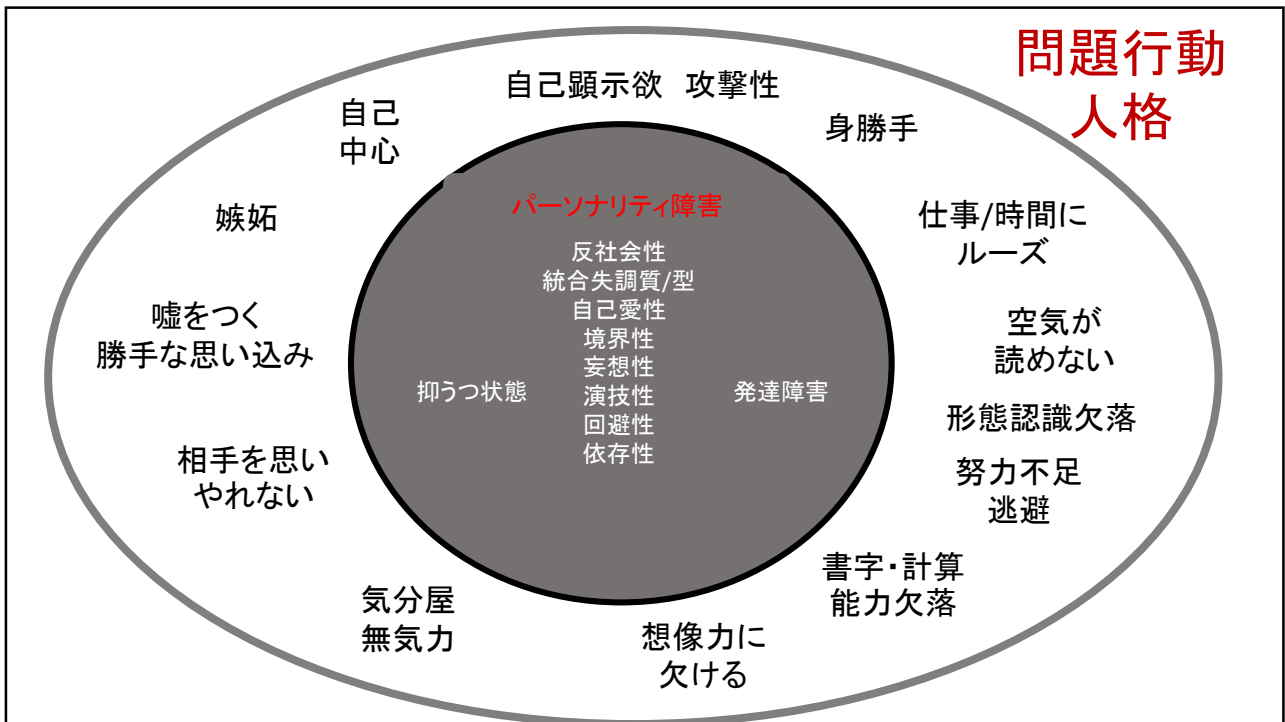 問題行動
人格
自己顕示欲 攻撃性
自己
中心
身勝手
嫉妬
仕事/時間に
ルーズ
嘘をつく
勝手な思い込み
空気が
読めない
パーソナリティ障害
反社会性
統合失調質/型
自己愛性
境界性
妄想性
演技性
回避性
依存性
抑うつ状態
発達障害
形態認識欠落
相手を思い
やれない
努力不足
逃避
書字・計算
能力欠落
気分屋
無気力
想像力に
欠ける